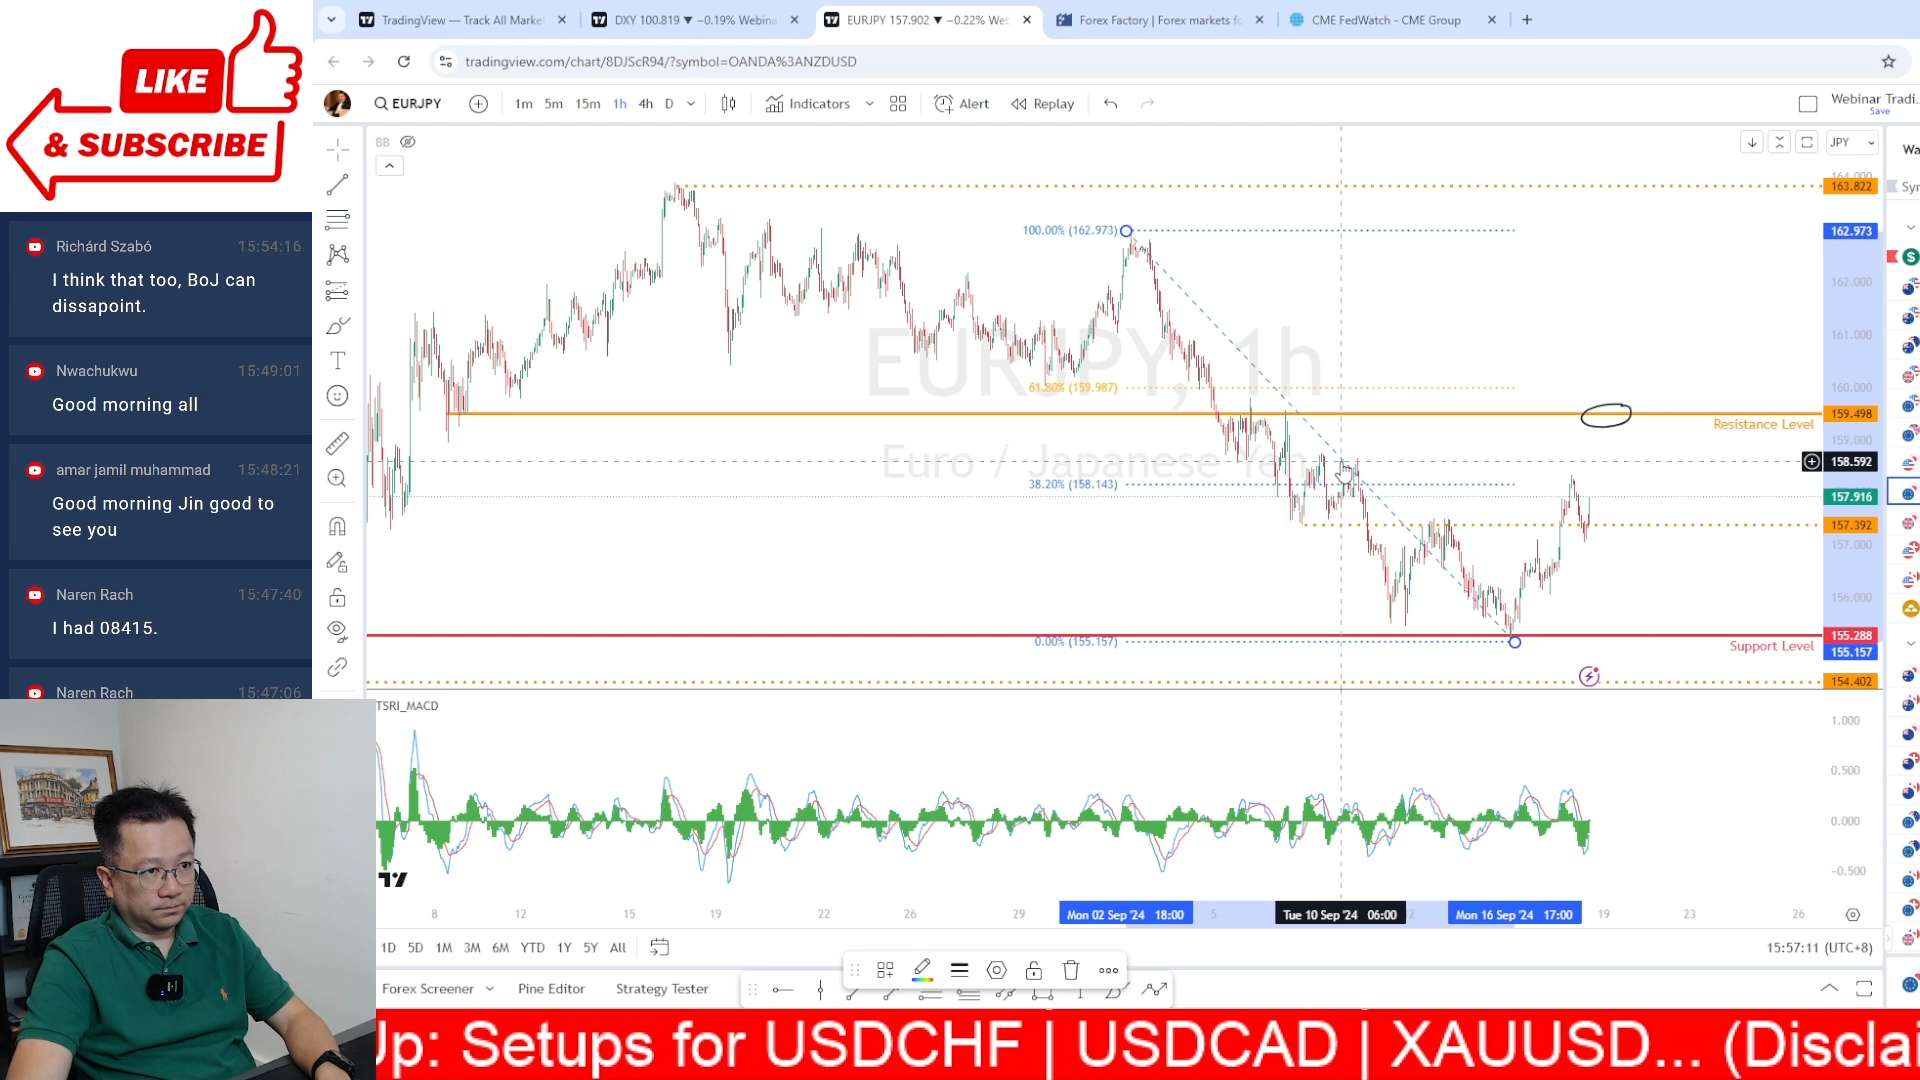 LIKE
& SUBSCRIBE
Richárd Szabó 15:54:16
I think that too, BoJ can
dissapoint.
Nwachukwu 15:49:01
Good morning all
amar jamil muhammad 15:48:21
Good morning Jin good to
see you
Naren Rach 15:47:40
I had 08415.
Naren Rach 15:47:06
TradingView — Track All Marke
DXY 100.819 ▼ −0.19% Webina
EURJPY 157.902 ▼ −0.22% Web
Forex Factory | Forex markets fo
CME FedWatch - CME Group
tradingview.com/chart/8DJScR94/?symbol=OANDA%3ANZDUSD
EURJPY 1m 5m 15m 1h 4h D Indicators Alert Replay Webinar Tradi...
Save
BB
JPY
Wa
Syr
164.000
163.822
100.00% (162.973)
162.973
162.000
161.000
EURJPY, 1h
61.80% (159.987)
160.000
159.498
Resistance Level
159.000
Euro / Japanese Yen
158.592
38.20% (158.143)
157.916
157.392
157.000
156.000
155.288
0.00% (155.157)
Support Level
155.157
154.402
TSRI_MACD
1.000
0.500
0.000
−0.500
8 12 15 19 22 26 29 Mon 02 Sep '24 18:00 5 Tue 10 Sep '24 06:00 2 Mon 16 Sep '24 17:00 19 23 26
1D 5D 1M 3M 6M YTD 1Y 5Y All
15:57:11 (UTC+8)
Forex Screener Pine Editor Strategy Tester
Up: Setups for USDCHF | USDCAD | XAUUSD... (Disclai